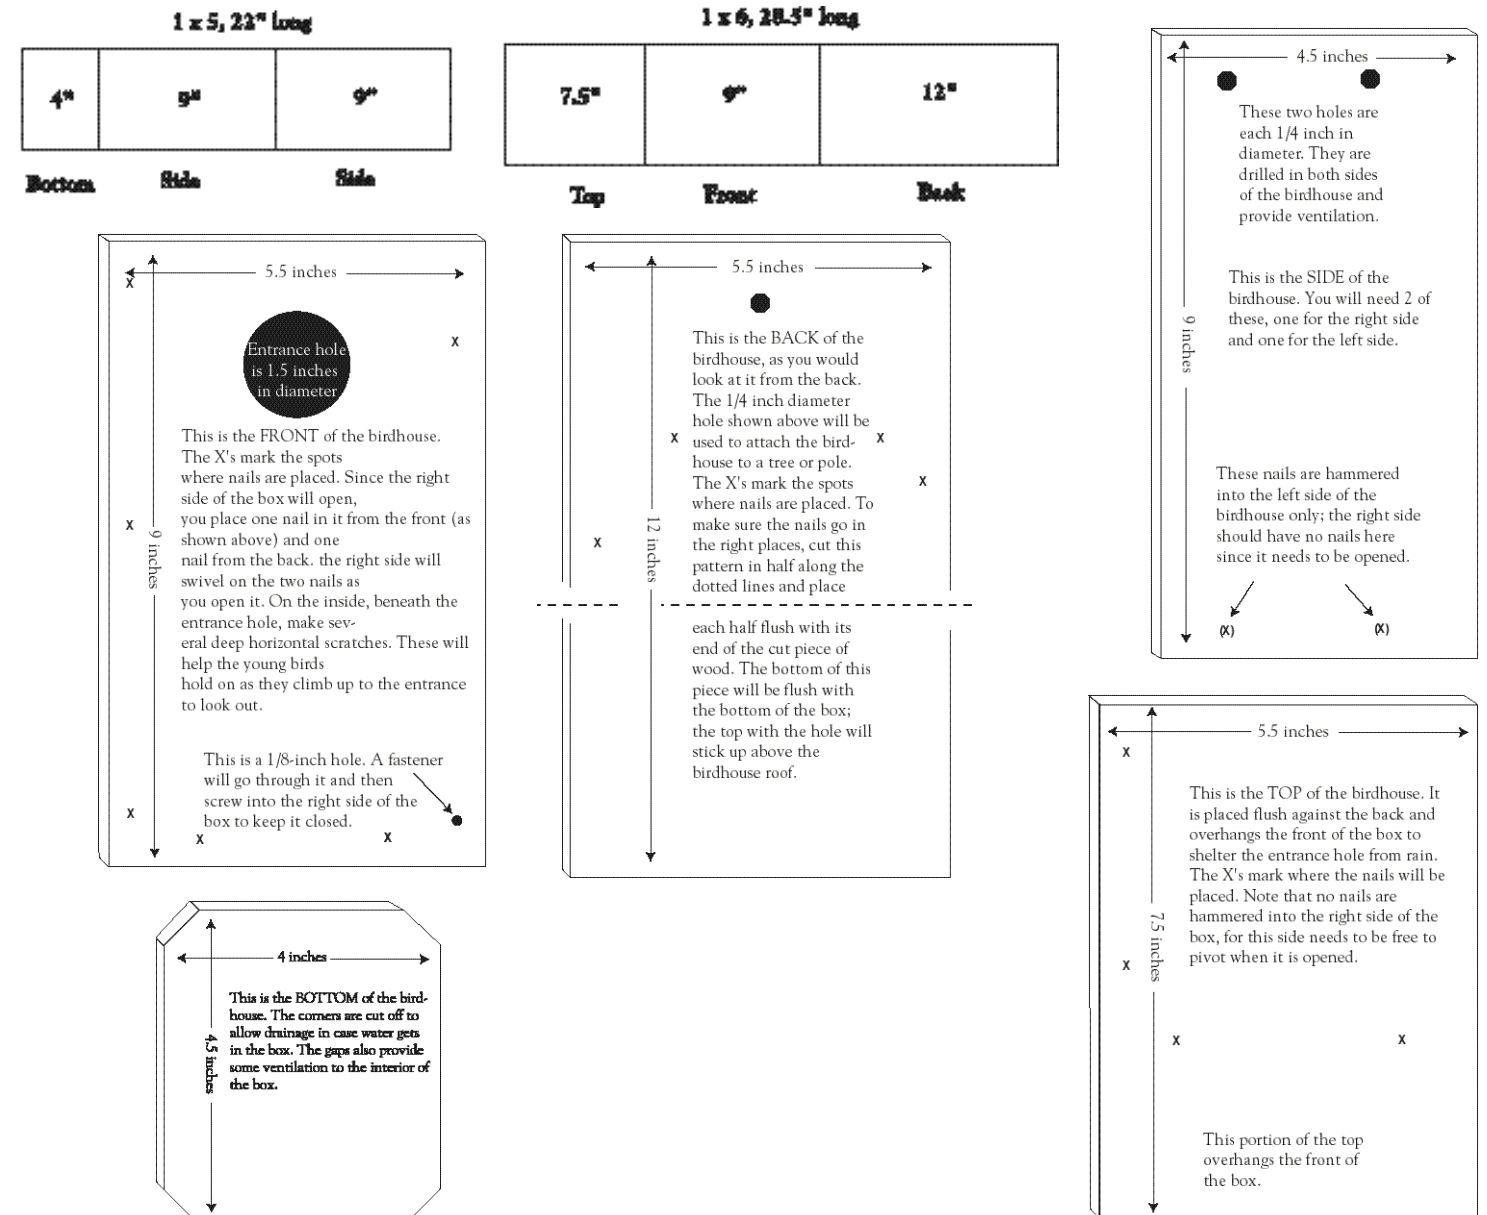 1 x 5, 22" long
4" 9" 9"
Bottom Side Side
1 x 6, 28.5" long
7.5" 9" 12"
Top Front Back
5.5 inches
X
X
Entrance hole
is 1.5 inches
in diameter
9 inches
This is the FRONT of the birdhouse.
The X's mark the spots
where nails are placed. Since the right
side of the box will open,
you place one nail in it from the front (as
shown above) and one
nail from the back. the right side will
swivel on the two nails as
you open it. On the inside, beneath the
entrance hole, make sev-
eral deep horizontal scratches. These will
help the young birds
hold on as they climb up to the entrance
to look out.
X
This is a 1/8-inch hole. A fastener
will go through it and then
screw into the right side of the
box to keep it closed.
X
X
X
5.5 inches
12 inches
This is the BACK of the
birdhouse, as you would
look at it from the back.
The 1/4 inch diameter
hole shown above will be
used to attach the bird-
house to a tree or pole.
The X's mark the spots
where nails are placed. To
make sure the nails go in
the right places, cut this
pattern in half along the
dotted lines and place
each half flush with its
end of the cut piece of
wood. The bottom of this
piece will be flush with
the bottom of the box;
the top with the hole will
stick up above the
birdhouse roof.
X
X
X
X
4.5 inches
9 inches
These two holes are
each 1/4 inch in
diameter. They are
drilled in both sides
of the birdhouse and
provide ventilation.
This is the SIDE of the
birdhouse. You will need 2 of
these, one for the right side
and one for the left side.
These nails are hammered
into the left side of the
birdhouse only; the right side
should have no nails here
since it needs to be opened.
(X) (X)
4 inches
4.5 inches
This is the BOTTOM of the bird-
house. The corners are cut off to
allow drainage in case water gets
in the box. The gaps also provide
some ventilation to the interior of
the box.
5.5 inches
X
7.5 inches
This is the TOP of the birdhouse. It
is placed flush against the back and
overhangs the front of the box to
shelter the entrance hole from rain.
The X's mark where the nails will be
placed. Note that no nails are
hammered into the right side of the
box, for this side needs to be free to
pivot when it is opened.
X
X X
This portion of the top
overhangs the front of
the box.